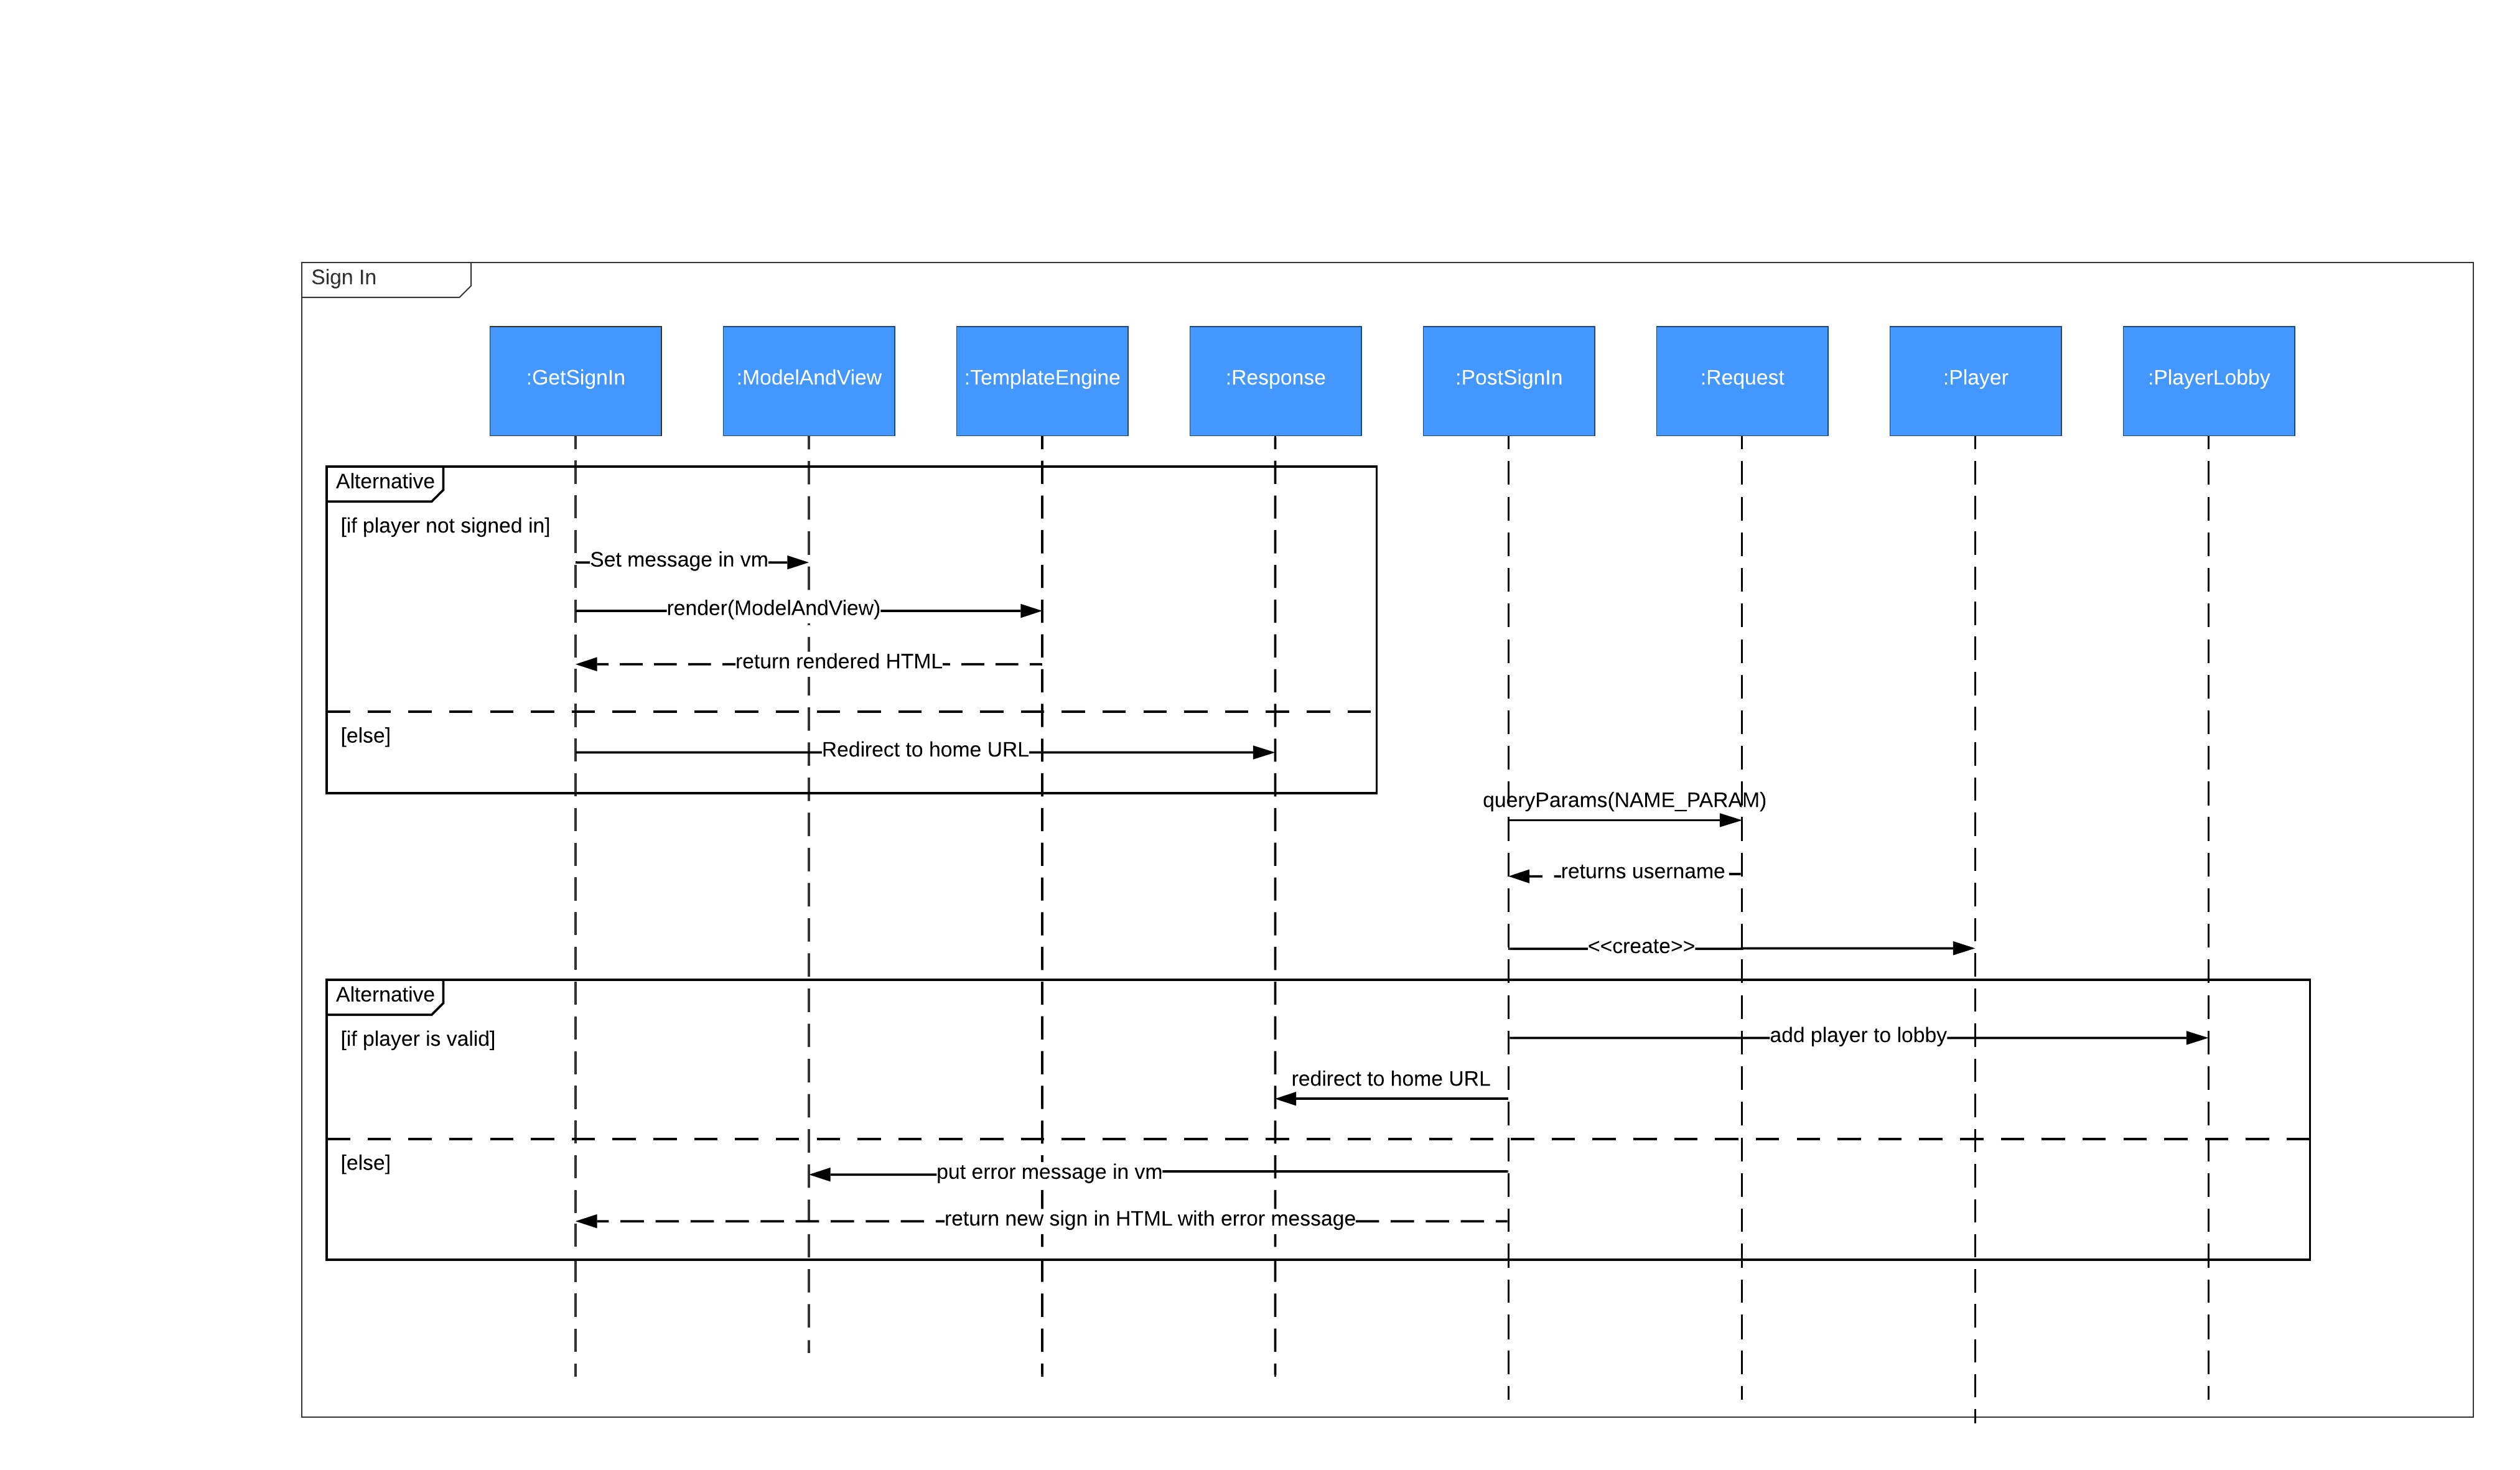 Sign In
:GetSignIn
:ModelAndView
:TemplateEngine
:Response
:PostSignIn
:Request
:Player
:PlayerLobby
Alternative
[if player not signed in]
Set message in vm
render(ModelAndView)
return rendered HTML
[else]
Redirect to home URL
queryParams(NAME_PARAM)
returns username
<<create>>
Alternative
[if player is valid]
add player to lobby
redirect to home URL
[else]
put error message in vm
return new sign in HTML with error message